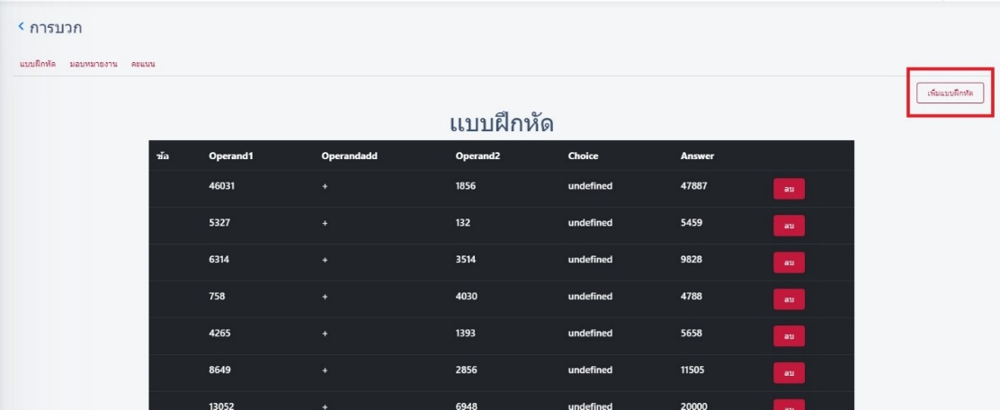 < การบวก
แบบฝึกหัด มอบหมายงาน คะแนน
เพิ่มแบบฝึกหัด
แบบฝึกหัด
ข้อ Operand1 Operandadd Operand2 Choice Answer
46031 + 1856 undefined 47887 ลบ
5327 + 132 undefined 5459 ลบ
6314 + 3514 undefined 9828 ลบ
758 + 4030 undefined 4788 ลบ
4265 + 1393 undefined 5658 ลบ
8649 + 2856 undefined 11505 ลบ
13052 + 6948 undefined 20000 ลบ